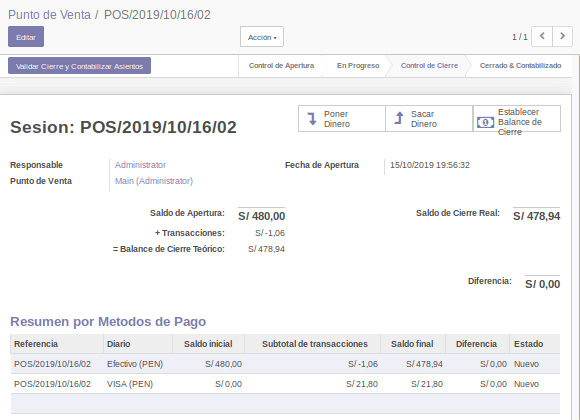 Punto de Venta / POS/2019/10/16/02
Editar
Acción
1 / 1
Validar Cierre y Contabilizar Asientos
Control de Apertura
En Progreso
Control de Cierre
Cerrado & Contabilizado
Poner Dinero
Sacar Dinero
Establecer Balance de Cierre
Sesion: POS/2019/10/16/02
Responsable Administrator Fecha de Apertura 15/10/2019 19:56:32
Punto de Venta Main (Administrator)
Saldo de Apertura: S/ 480,00 Saldo de Cierre Real: S/ 478,94
+ Transacciones: S/ -1,06
= Balance de Cierre Teórico: S/ 478,94
Diferencia: S/ 0,00
Resumen por Metodos de Pago
Referencia Diario Saldo inicial Subtotal de transacciones Saldo final Diferencia Estado
POS/2019/10/16/02 Efectivo (PEN) S/ 480,00 S/ -1,06 S/ 478,94 S/ 0,00 Nuevo
POS/2019/10/16/02 VISA (PEN) S/ 0,00 S/ 21,80 S/ 21,80 S/ 0,00 Nuevo